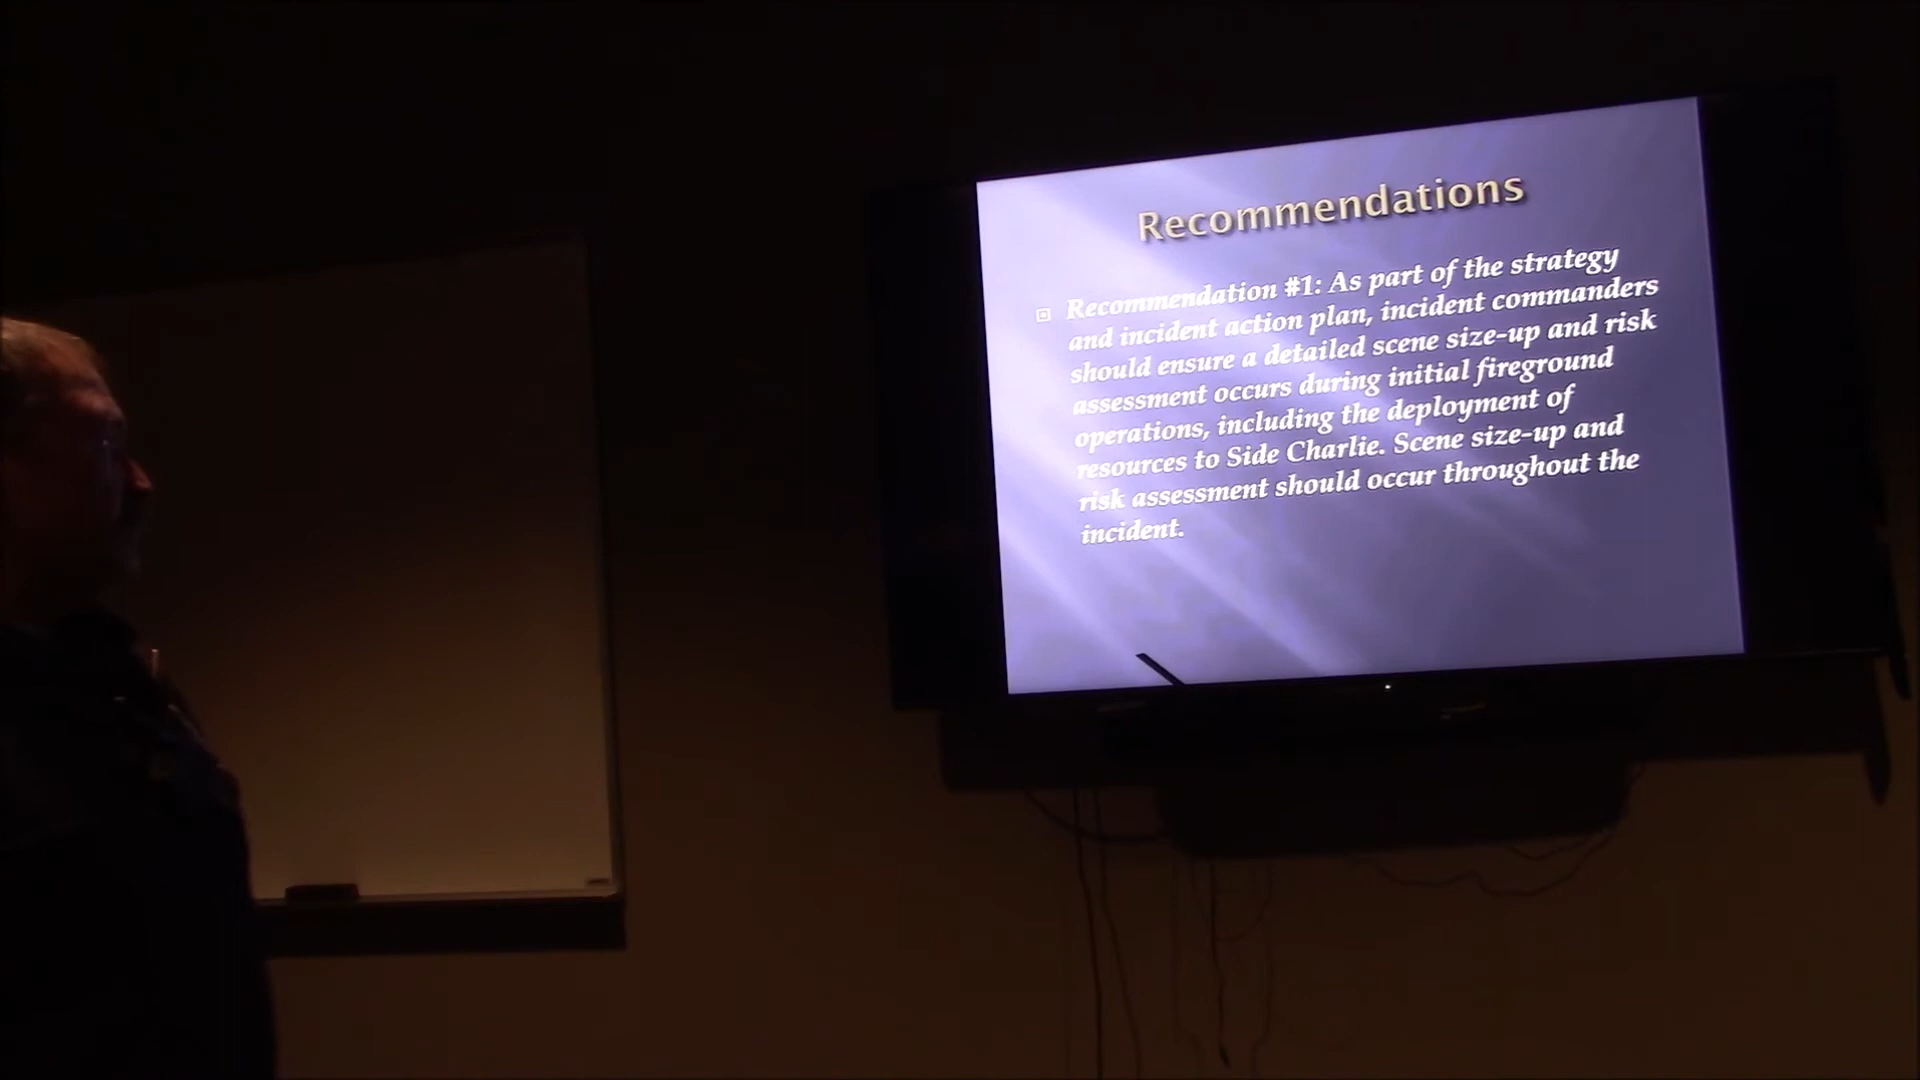 Recommendations
Recommendation #1: As part of the strategy
and incident action plan, incident commanders
should ensure a detailed scene size-up and risk
assessment occurs during initial fireground
operations, including the deployment of
resources to Side Charlie. Scene size-up and
risk assessment should occur throughout the
incident.